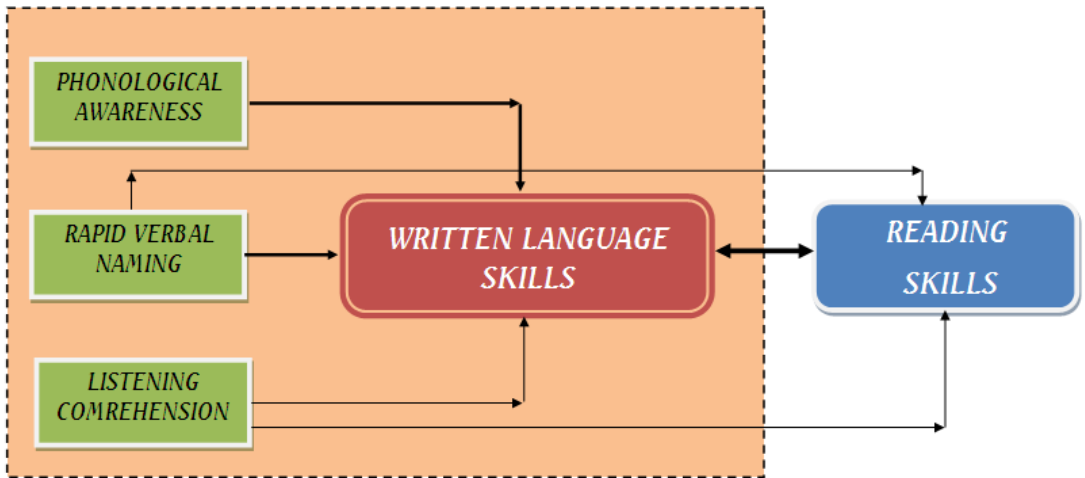 PHONOLOGICAL
AWARENESS
RAPID VERBAL
NAMING
WRITTEN LANGUAGE
SKILLS
READING
SKILLS
LISTENING
COMREHENSION